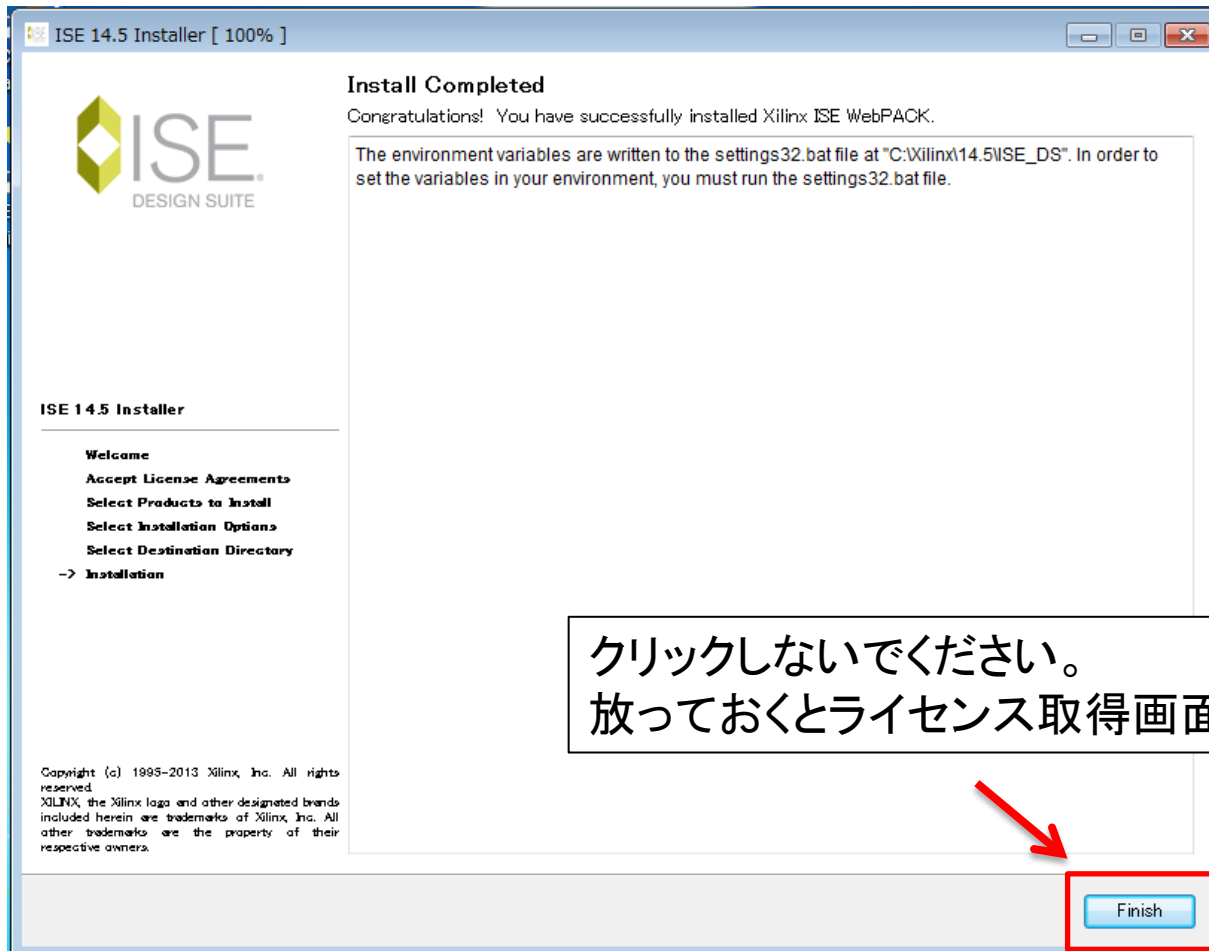 ISE 14.5 Installer [ 100% ]
ISE.
DESIGN SUITE
Install Completed
Congratulations! You have successfully installed Xilinx ISE WebPACK.
The environment variables are written to the settings32.bat file at "C:\Xilinx\14.5\ISE_DS". In order to
set the variables in your environment, you must run the settings32.bat file.
ISE 14.5 Installer
Welcome
Accept License Agreements
Select Products to Install
Select Installation Options
Select Destination Directory
-> Installation
クリックしないでください。
放っておくとライセンス取得画面
Copyright (c) 1995-2013 Xilinx, Inc. All rights
reserved.
XILINX, the Xilinx logo and other designated brands
included herein are trademarks of Xilinx, Inc. All
other trademarks are the property of their
respective owners.
Finish